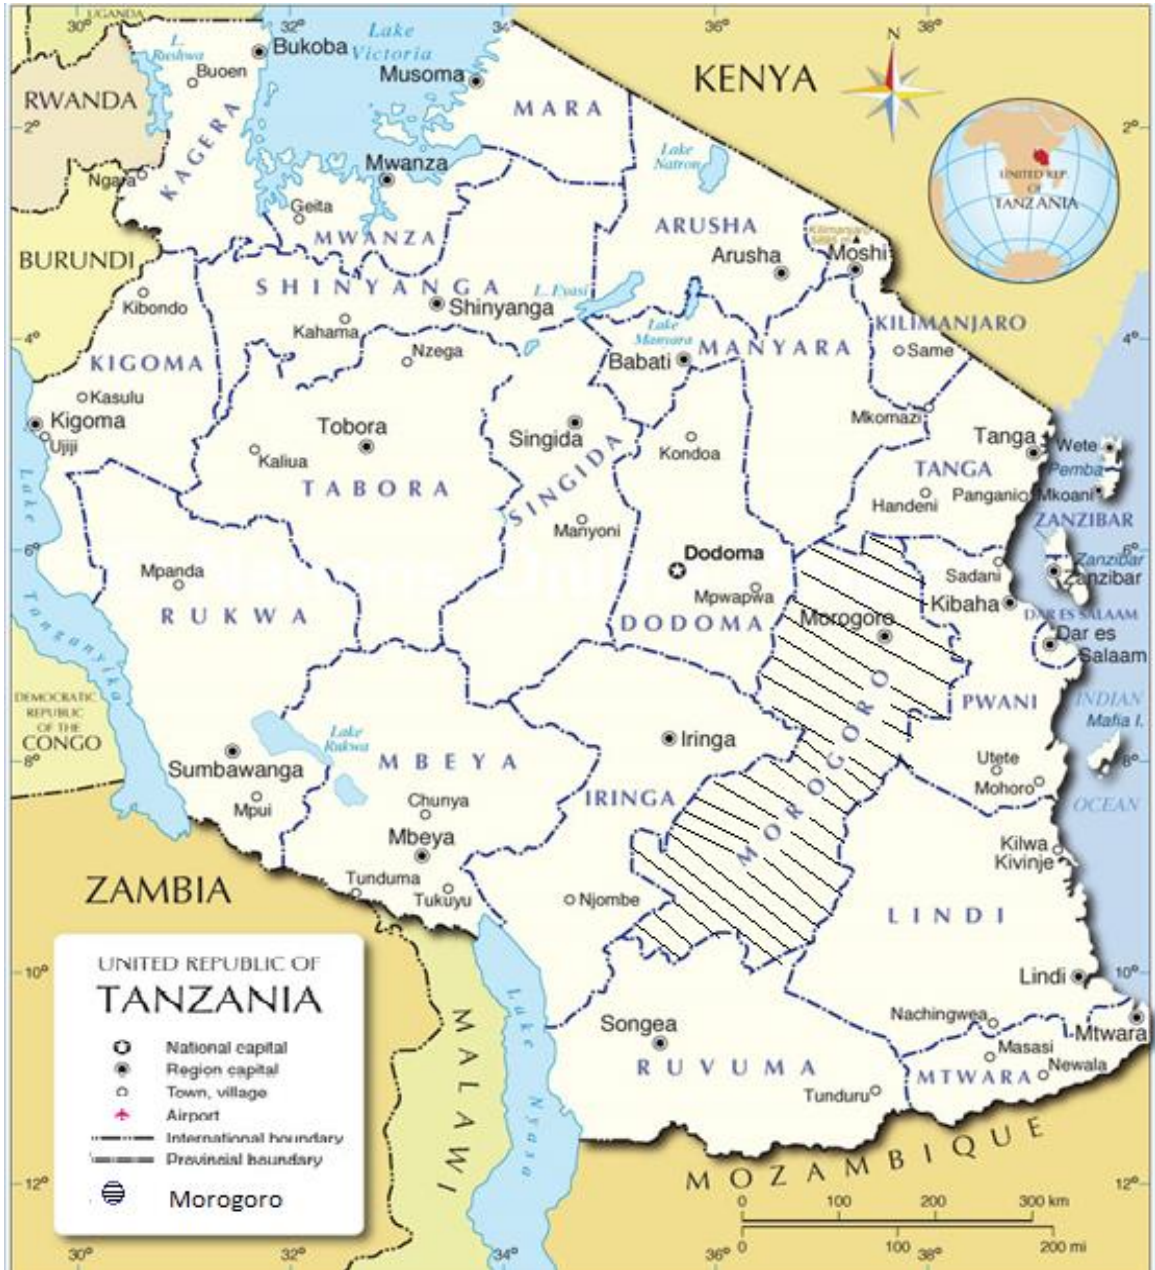 30°
UGANDA
32°
34°
36°
38°
RWANDA
Buoen
Bukoba
Lake
Victoria
Musoma
MARA
KENYA
N
2°
2°
KAGERA
Ngara
Mwanza
Geita
MWANZA
Lake
Natron
ARUSHA
Arusha
Kilimanjaro
Moshi
UNITED REP.
OF
TANZANIA
BURUNDI
Kibondo
SHINYANGA
Shinyanga
Kahama
Nzega
L. Eyasi
Lake
Manyara
Babati
MANYARA
KILIMANJARO
Same
4°
4°
KIGOMA
Kasulu
Kigoma
Ujiji
Tobora
Kaliua
TABORA
Singida
SINGIDA
Manyoni
Kondoa
Mkomazi
Tanga
TANGA
Handeni
Pangani
Wete
Pemba
Mkoani
ZANZIBAR
Zanzibar
Zanzibar
6°
6°
Lake Tanganyika
Mpanda
RUKWA
Dodoma
Mpwapwa
DODOMA
Morogoro
Sadani
Kibaha
DAR ES SALAAM
Dar es
Salaam
PWANI
INDIAN
Mafia I.
OCEAN
DEMOCRATIC
REPUBLIC
OF THE
CONGO
8°
8°
Sumbawanga
Mpui
Lake
Rukwa
MBEYA
Chunya
Mbeya
Tunduma
Tukuyu
Iringa
IRINGA
Njombe
MOROGORO
Utete
Mohoro
Kilwa
Kivinje
LINDI
Lindi
ZAMBIA
10°
10°
MALAWI
Lake Nyasa
Songea
RUVUMA
Tunduru
Nachingwea
Mtwara
Masasi
Newala
MTWARA
MOZAMBIQUE
UNITED REPUBLIC OF
TANZANIA
National capital
Region capital
Town, village
Airport
International boundary
Provincial boundary
Morogoro
12°
12°
0 100 200 300 km
0 100 200 mi
30°
32°
34°
36°
38°